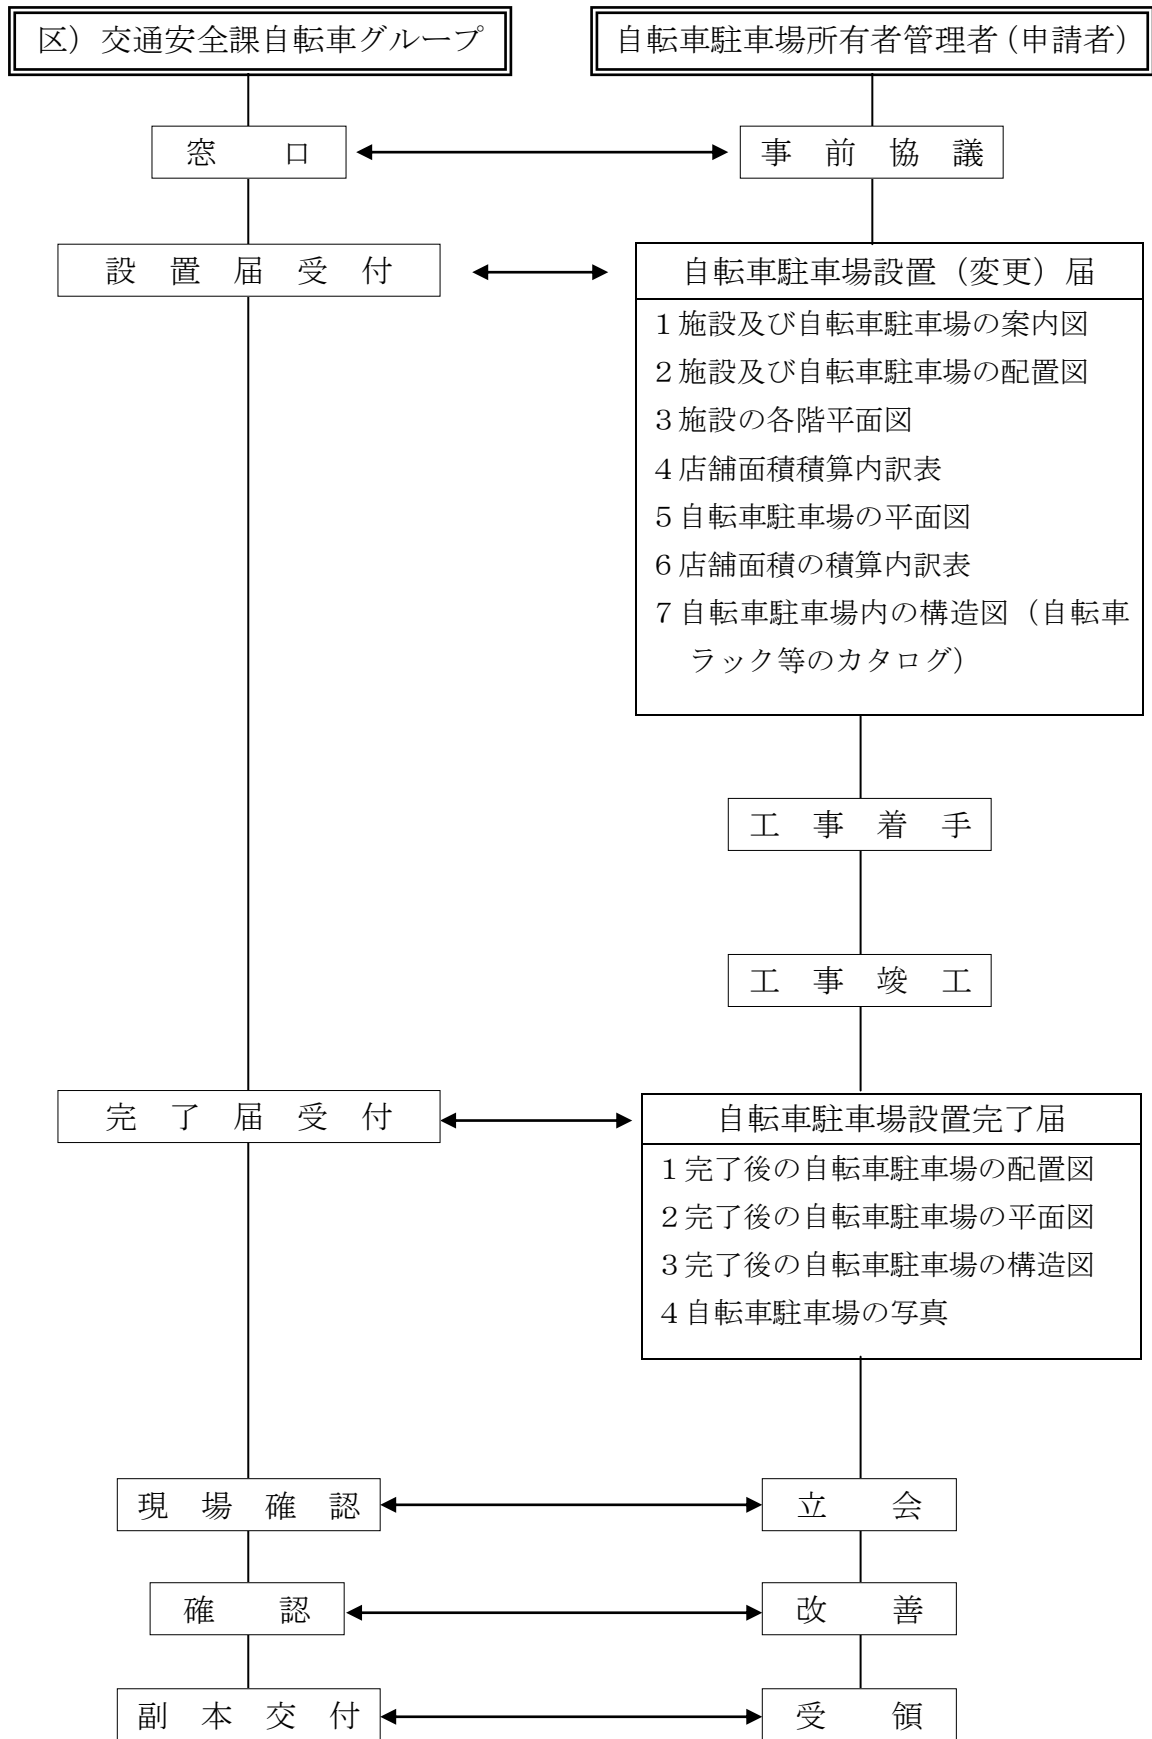 区）交通安全課自転車グループ
自転車駐車場所有者管理者（申請者）
窓　口
事前協議
設置届受付
自転車駐車場設置（変更）届
１施設及び自転車駐車場の案内図
２施設及び自転車駐車場の配置図
３施設の各階平面図
４店舗面積積算内訳表
５自転車駐車場の平面図
６店舗面積の積算内訳表
７自転車駐車場内の構造図（自転車
ラック等のカタログ）
工事着手
工事竣工
完了届受付
自転車駐車場設置完了届
１完了後の自転車駐車場の配置図
２完了後の自転車駐車場の平面図
３完了後の自転車駐車場の構造図
４自転車駐車場の写真
現場確認
立　会
確　認
改　善
副本交付
受　領